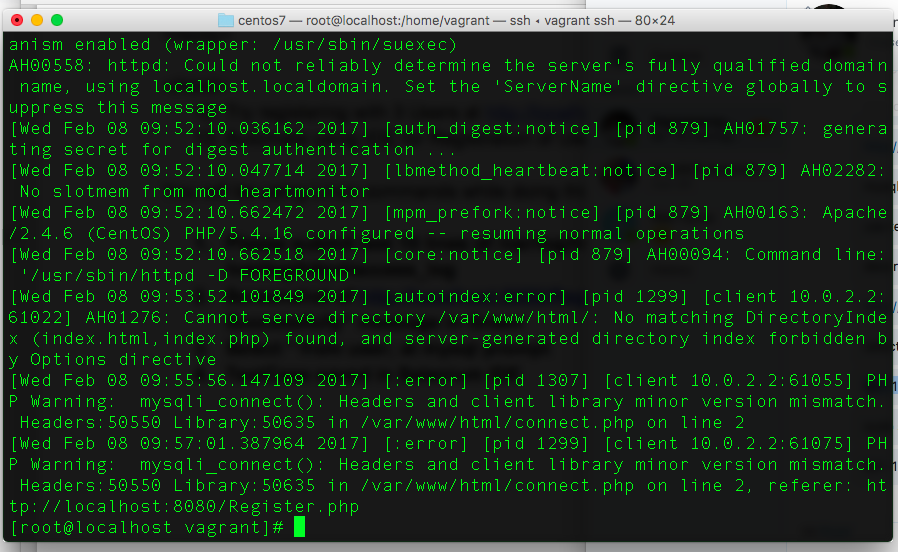 centos7 — root@localhost:/home/vagrant — ssh ‹ vagrant ssh — 80×24
anism enabled (wrapper: /usr/sbin/suexec)
AH00558: httpd: Could not reliably determine the server's fully qualified domain
 name, using localhost.localdomain. Set the 'ServerName' directive globally to s
uppress this message
[Wed Feb 08 09:52:10.036162 2017] [auth_digest:notice] [pid 879] AH01757: genera
ting secret for digest authentication ...
[Wed Feb 08 09:52:10.047714 2017] [lbmethod_heartbeat:notice] [pid 879] AH02282:
 No slotmem from mod_heartmonitor
[Wed Feb 08 09:52:10.662472 2017] [mpm_prefork:notice] [pid 879] AH00163: Apache
/2.4.6 (CentOS) PHP/5.4.16 configured -- resuming normal operations
[Wed Feb 08 09:52:10.662518 2017] [core:notice] [pid 879] AH00094: Command line:
 '/usr/sbin/httpd -D FOREGROUND'
[Wed Feb 08 09:53:52.101849 2017] [autoindex:error] [pid 1299] [client 10.0.2.2:
61022] AH01276: Cannot serve directory /var/www/html/: No matching DirectoryInde
x (index.html,index.php) found, and server-generated directory index forbidden b
y Options directive
[Wed Feb 08 09:55:56.147109 2017] [:error] [pid 1307] [client 10.0.2.2:61055] PH
P Warning:  mysqli_connect(): Headers and client library minor version mismatch.
 Headers:50550 Library:50635 in /var/www/html/connect.php on line 2
[Wed Feb 08 09:57:01.387964 2017] [:error] [pid 1299] [client 10.0.2.2:61075] PH
P Warning:  mysqli_connect(): Headers and client library minor version mismatch.
 Headers:50550 Library:50635 in /var/www/html/connect.php on line 2, referer: ht
tp://localhost:8080/Register.php
[root@localhost vagrant]#